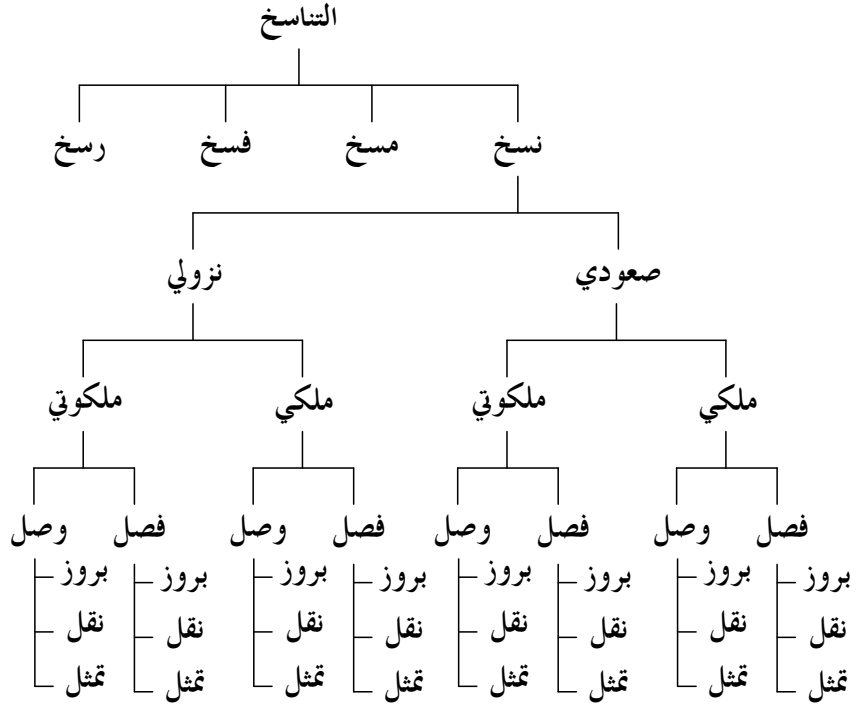 التناسخ
نسخ مسخ فسخ رسخ
صعودي نزولي
ملكي ملكوتي ملكي ملكوتي
فصل وصل فصل وصل فصل وصل فصل وصل
بروز بروز بروز بروز بروز بروز بروز بروز
نقل نقل نقل نقل نقل نقل نقل نقل
تمثل تمثل تمثل تمثل تمثل تمثل تمثل تمثل